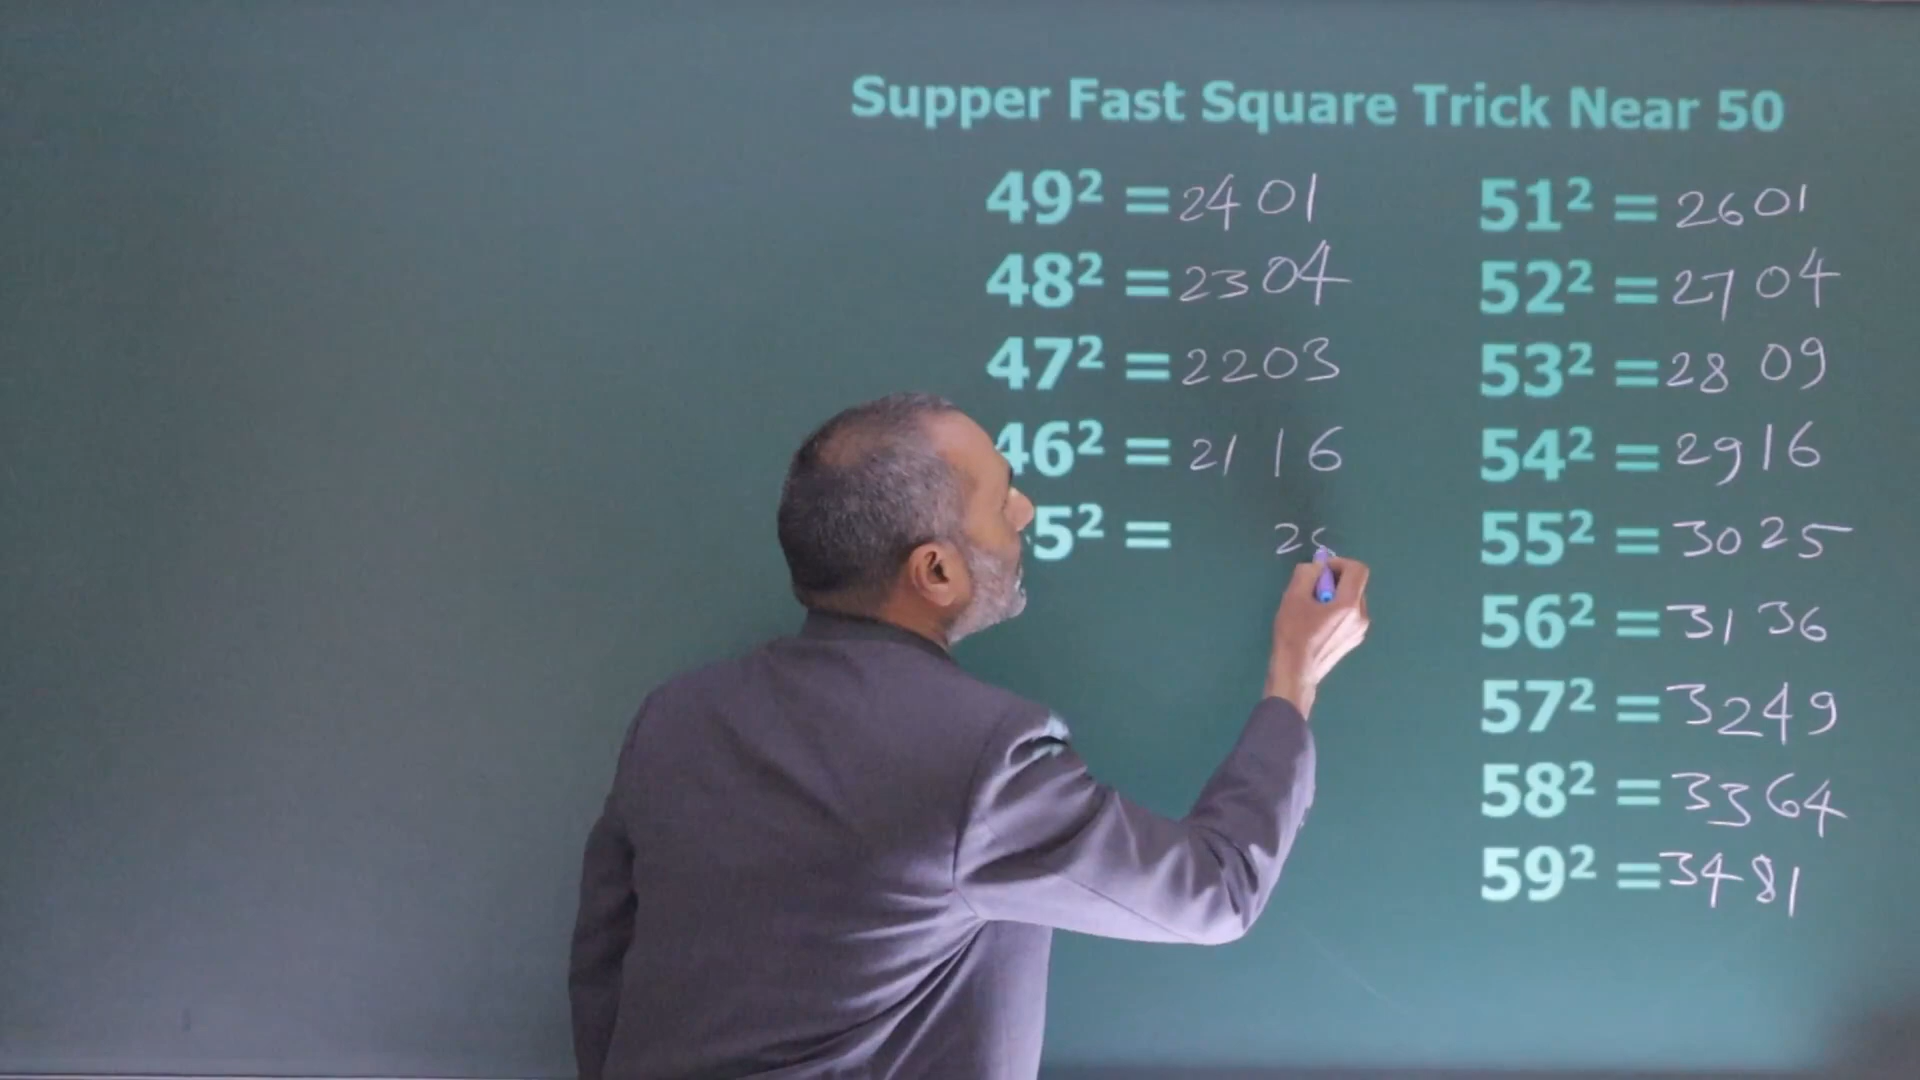 Supper Fast Square Trick Near 50
49² = 2401
48² = 2304
47² = 2203
46² = 2116
5² = 25
51² = 2601
52² = 2704
53² = 2809
54² = 2916
55² = 3025
56² = 3136
57² = 3249
58² = 3364
59² = 3481